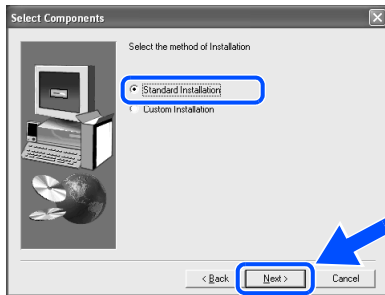 Select Components
Select the method of Installation
Standard Installation
Custom Installation
< Back
Next >
Cancel